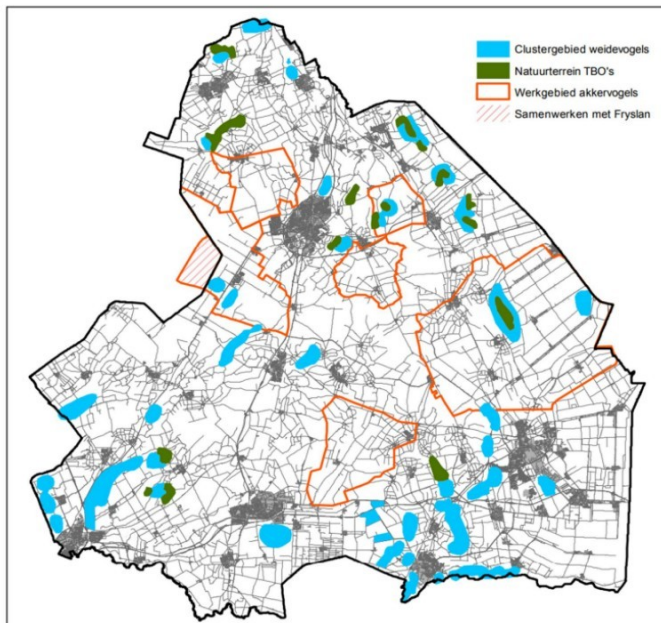 Clustergebied weidevogels
Natuurterrein TBO's
Werkgebied akkervogels
Samenwerken met Fryslan